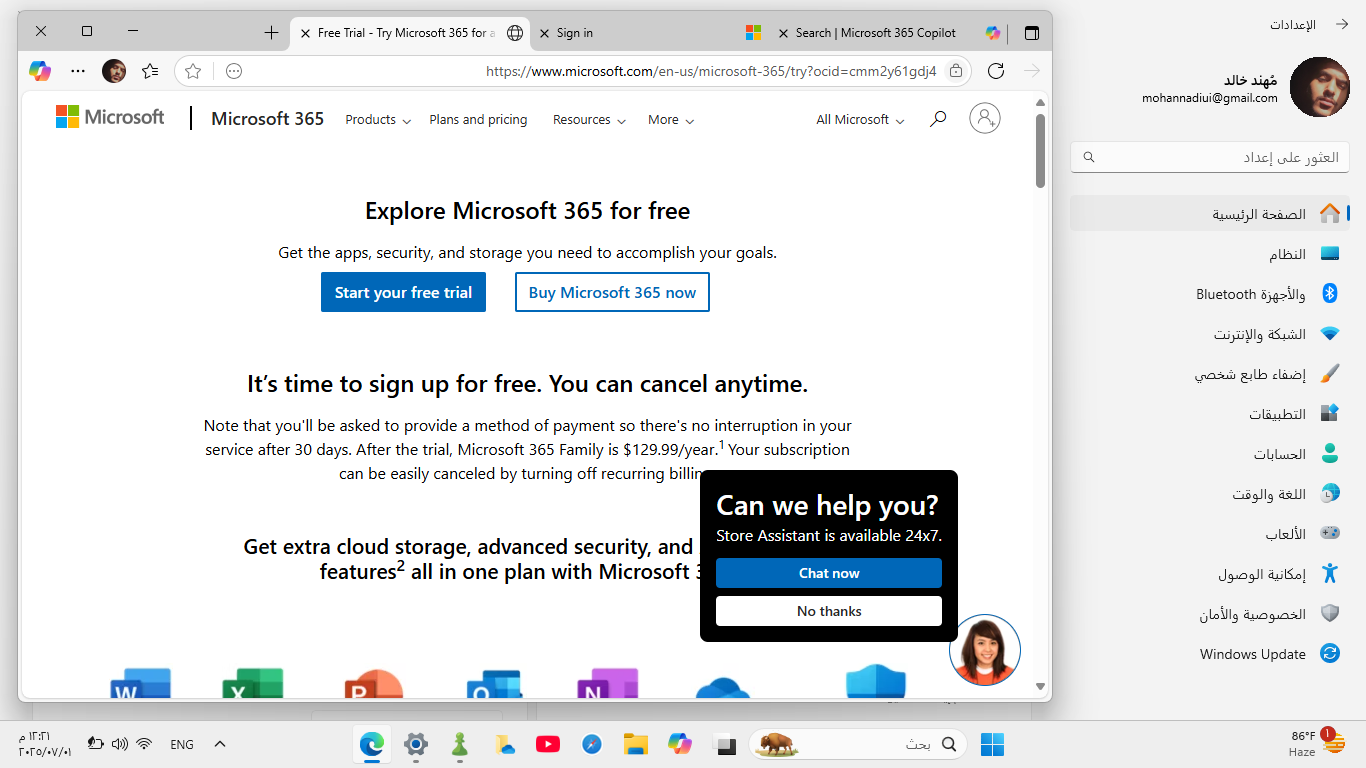 Free Trial - Try Microsoft 365 for a
Sign in
Search | Microsoft 365 Copilot
https://www.microsoft.com/en-us/microsoft-365/try?ocid=cmm2y61gdj4
Microsoft
Microsoft 365
Products
Plans and pricing
Resources
More
All Microsoft
Explore Microsoft 365 for free
Get the apps, security, and storage you need to accomplish your goals.
Start your free trial
Buy Microsoft 365 now
It's time to sign up for free. You can cancel anytime.
Note that you'll be asked to provide a method of payment so there's no interruption in your
service after 30 days. After the trial, Microsoft 365 Family is $129.99/year.1 Your subscription
can be easily canceled by turning off recurring
Get extra cloud storage, advanced security, and
features2 all in one plan with Microsoft
Can we help you?
Store Assistant is available 24x7.
Chat now
No thanks
W
X
P
O
N
الإعدادات
مُهند خالد
mohannadiui@gmail.com
العثور على إعداد
الصفحة الرئيسية
النظام
Bluetooth والأجهزة
الشبكة والإنترنت
إضفاء طابع شخصي
التطبيقات
الحسابات
اللغة والوقت
الألعاب
إمكانية الوصول
الخصوصية والأمان
Windows Update
١٢:٢١ م
٢٠٢٥/٠٧/٠١
ENG
بحث
86°F
Haze
1